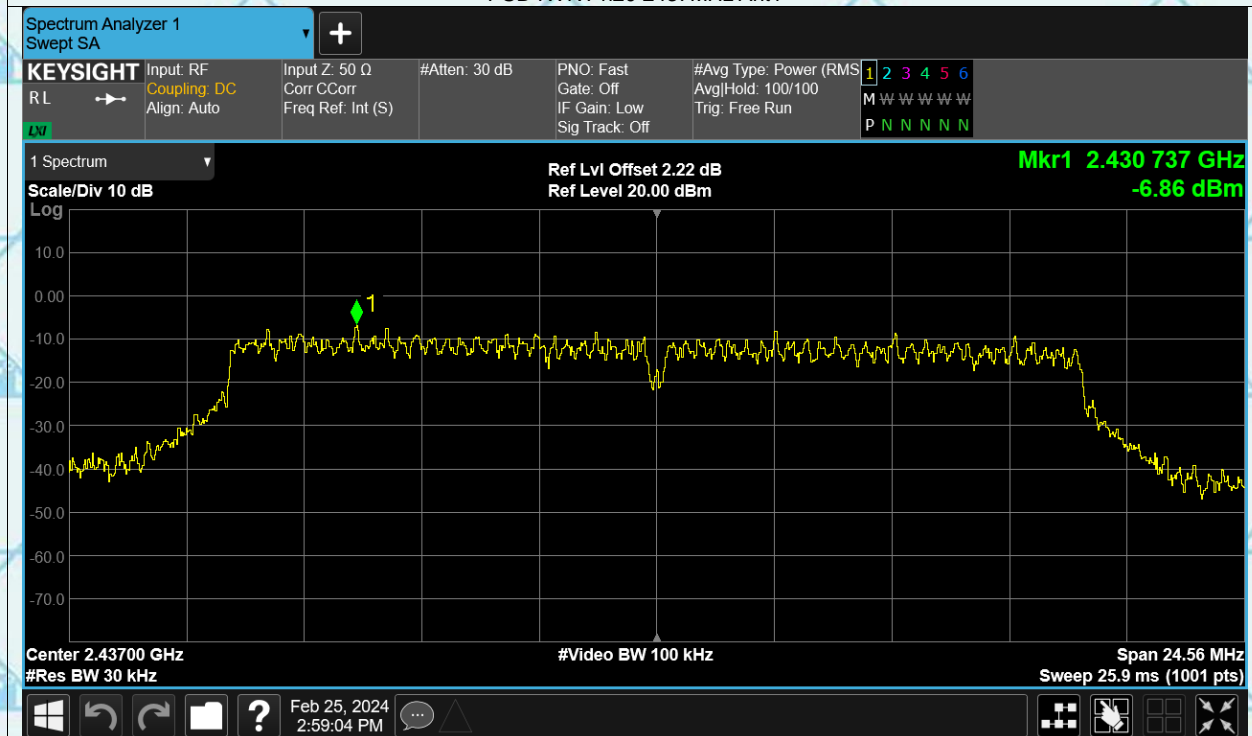 Spectrum Analyzer 1
Swept SA
+
KEYSIGHT
RL
LXI
Input: RF
Coupling: DC
Align: Auto
Input Z: 50 Ω
Corr CCorr
Freq Ref: Int (S)
#Atten: 30 dB
PNO: Fast
Gate: Off
IF Gain: Low
Sig Track: Off
#Avg Type: Power (RMS
Avg|Hold: 100/100
Trig: Free Run
1 2 3 4 5 6
M W W W W W
P N N N N N
1 Spectrum
Scale/Div 10 dB
Log
Ref Lvl Offset 2.22 dB
Ref Level 20.00 dBm
Mkr1 2.430 737 GHz
-6.86 dBm
10.0
0.00
-10.0
-20.0
-30.0
-40.0
-50.0
-60.0
-70.0
1
Center 2.43700 GHz
#Res BW 30 kHz
#Video BW 100 kHz
Span 24.56 MHz
Sweep 25.9 ms (1001 pts)
?
Feb 25, 2024
2:59:04 PM